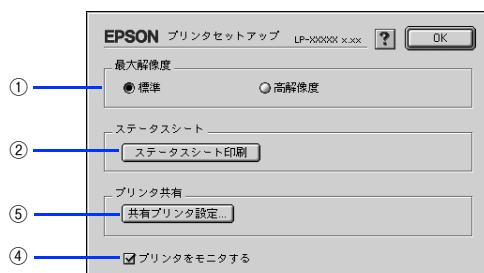 EPSON プリンタセットアップ LP-XXXXX x.xx ? OK
最大解像度
① 標準 高解像度
ステータスシート
② ステータスシート印刷
プリンタ共有
⑤ 共有プリンタ設定...
④ プリンタをモニタする